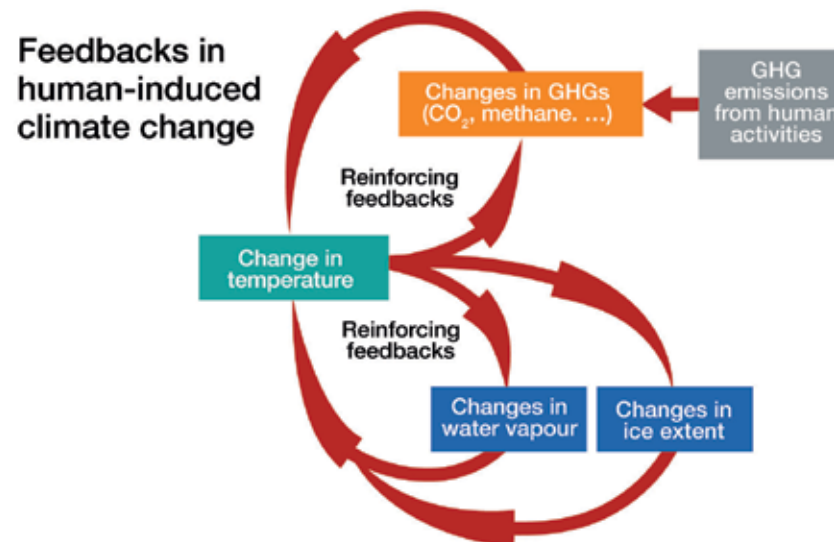 Feedbacks in
human-induced
climate change
Changes in GHGs
(CO₂, methane. ...)
GHG
emissions
from human
activities
Reinforcing
feedbacks
Change in
temperature
Reinforcing
feedbacks
Changes in
water vapour
Changes in
ice extent